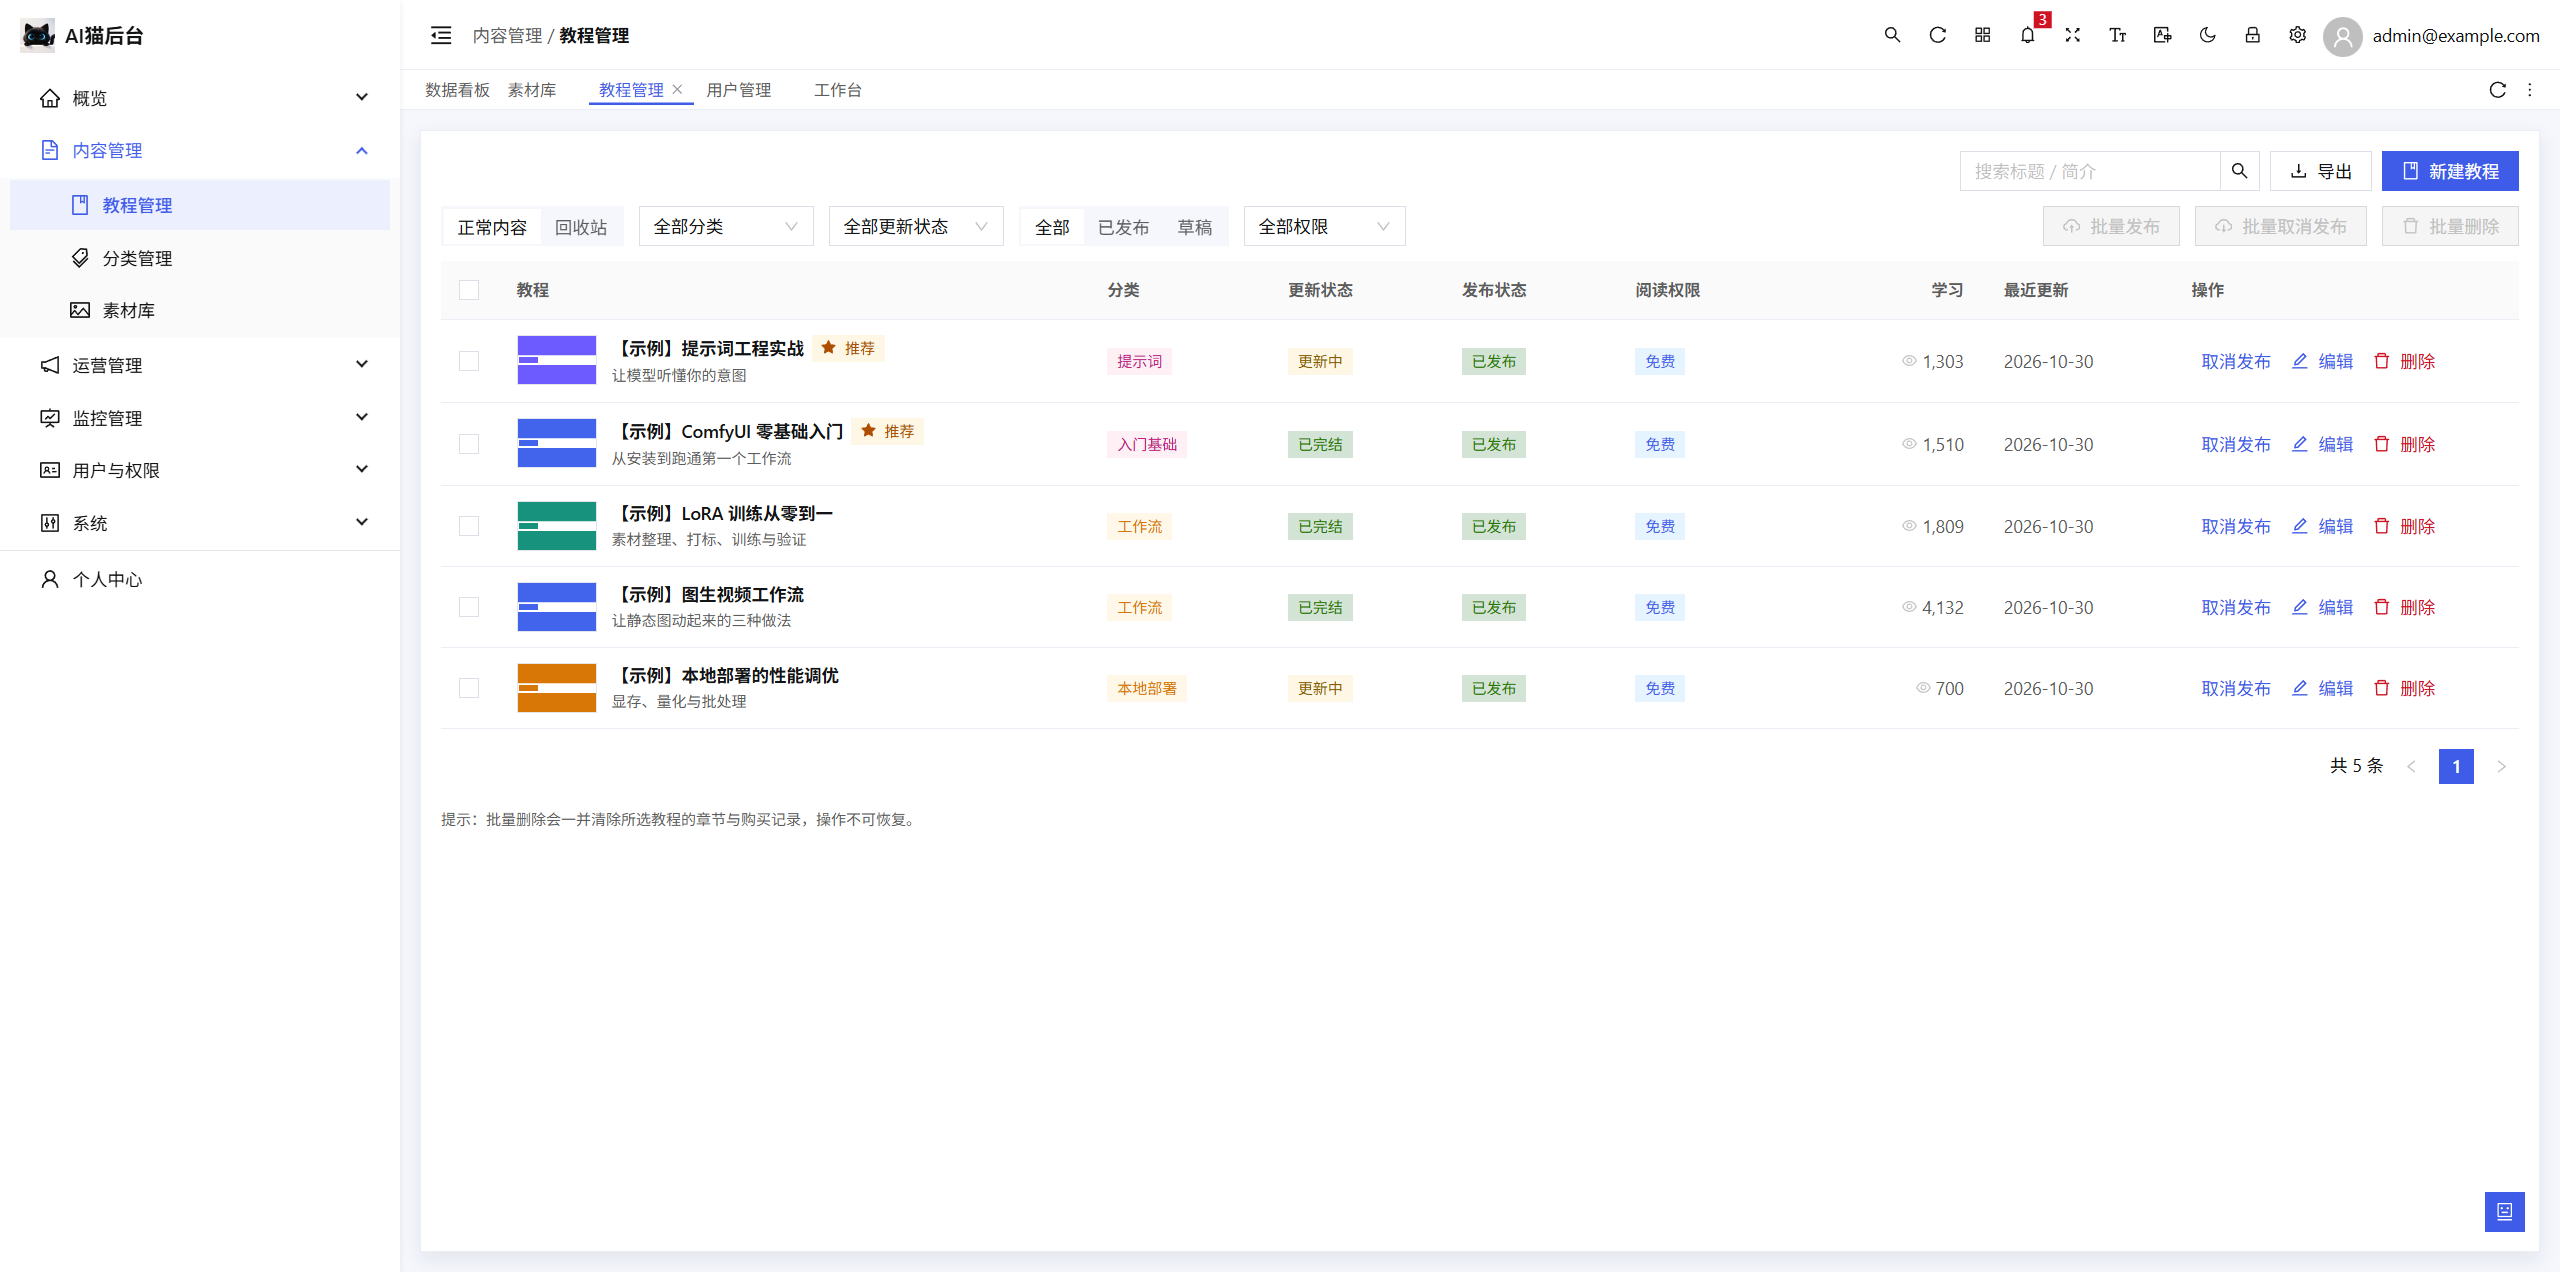 AI猫后台
概览
内容管理
教程管理
分类管理
素材库
运营管理
监控管理
用户与权限
系统
个人中心
内容管理 / 教程管理
3
admin@example.com
数据看板 素材库 教程管理 用户管理 工作台
搜索标题 / 简介 导出 新建教程
正常内容 回收站 全部分类 全部更新状态 全部 已发布 草稿 全部权限 批量发布 批量取消发布 批量删除
教程 分类 更新状态 发布状态 阅读权限 学习 最近更新 操作
【示例】提示词工程实战 推荐
让模型听懂你的意图
提示词 更新中 已发布 免费 1,303 2026-10-30 取消发布 编辑 删除
【示例】ComfyUI 零基础入门 推荐
从安装到跑通第一个工作流
入门基础 已完结 已发布 免费 1,510 2026-10-30 取消发布 编辑 删除
【示例】LoRA 训练从零到一
素材整理、打标、训练与验证
工作流 已完结 已发布 免费 1,809 2026-10-30 取消发布 编辑 删除
【示例】图生视频工作流
让静态图动起来的三种做法
工作流 已完结 已发布 免费 4,132 2026-10-30 取消发布 编辑 删除
【示例】本地部署的性能调优
显存、量化与批处理
本地部署 更新中 已发布 免费 700 2026-10-30 取消发布 编辑 删除
共 5 条 1
提示：批量删除会一并清除所选教程的章节与购买记录，操作不可恢复。